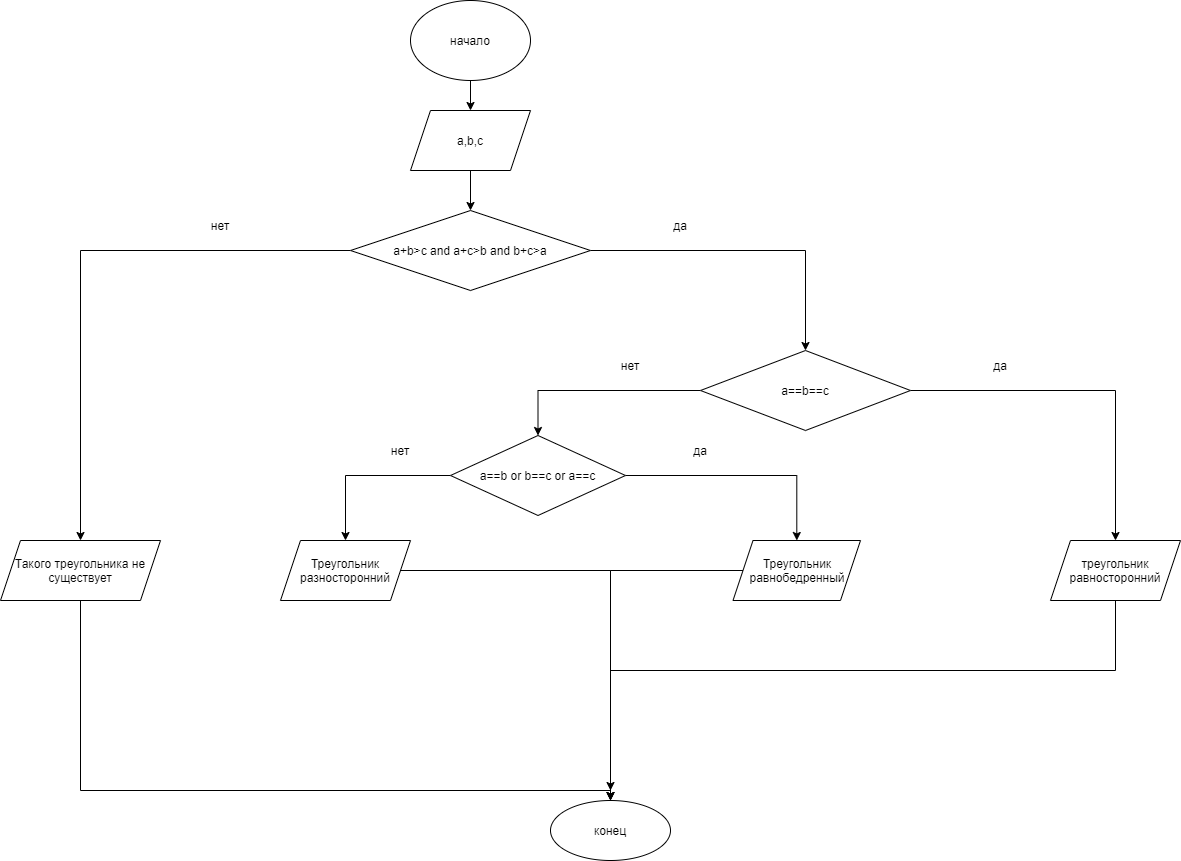 начало
a,b,c
нет
да
a+b>c and a+c>b and b+c>a
нет
да
a==b==c
нет
да
a==b or b==c or a==c
Такого треугольника не
существует
Треугольник
разносторонний
Треугольник
равнобедренный
треугольник
равносторонний
конец